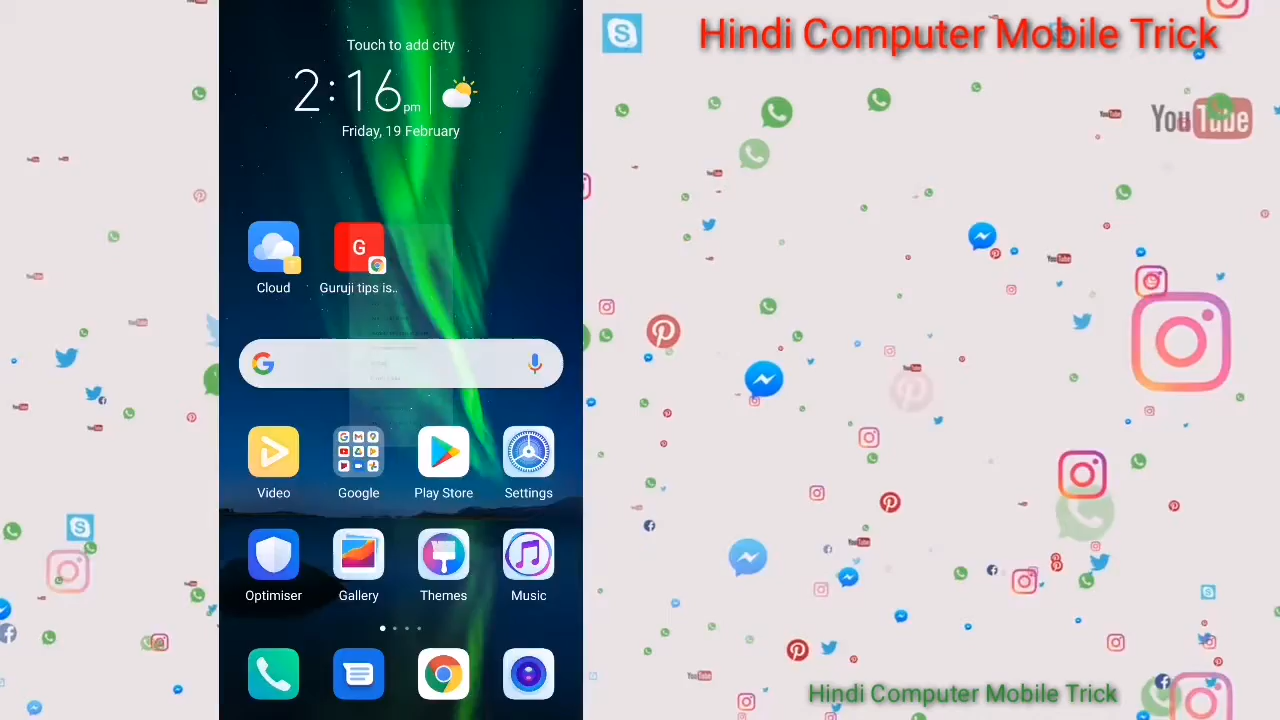 Hindi Computer Mobile Trick
YouTube
Touch to add city
2:16 pm
Friday, 19 February
G
Cloud
Guruji tips is..
Video
Google
Play Store
Settings
Optimiser
Gallery
Themes
Music
Hindi Computer Mobile Trick